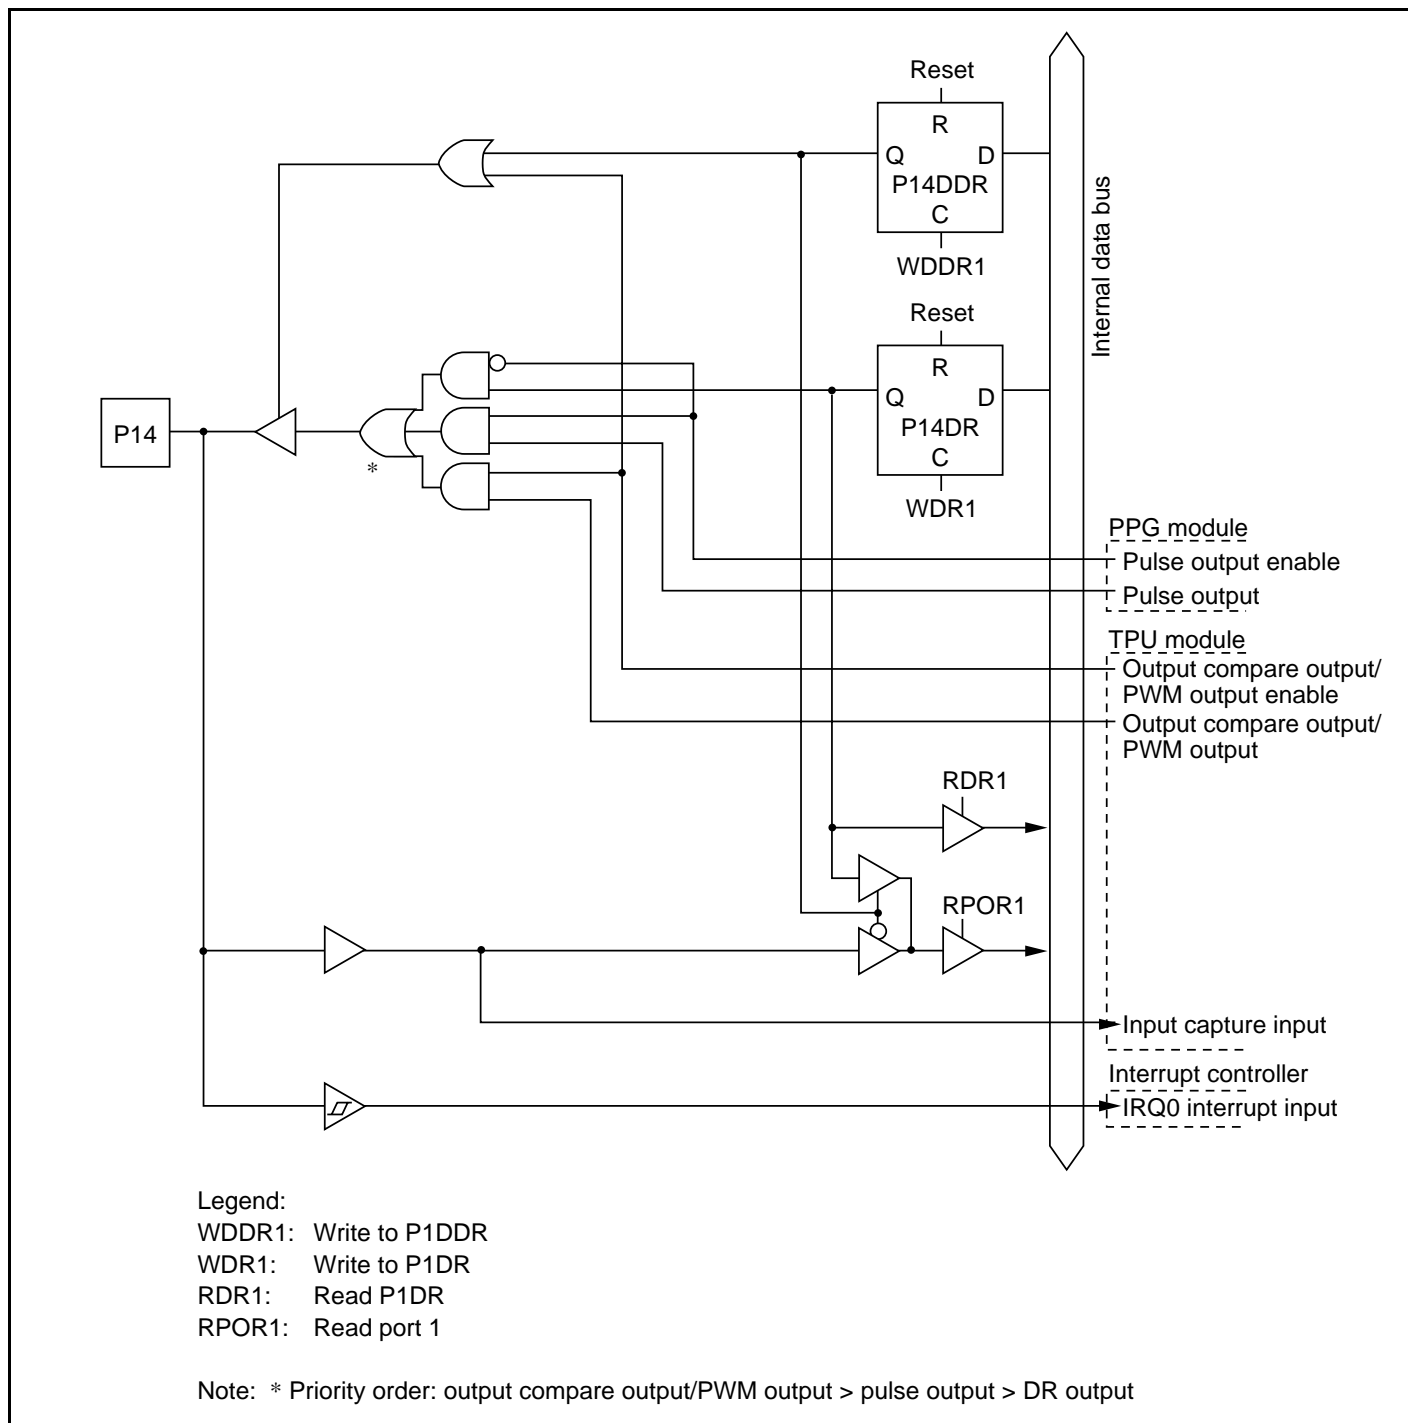 Reset
R
Q D
P14DDR
C
WDDR1
Internal data bus
Reset
R
Q D
P14DR
C
WDR1
P14
*
PPG module
Pulse output enable
Pulse output
TPU module
Output compare output/
PWM output enable
Output compare output/
PWM output
RDR1
RPOR1
Input capture input
Interrupt controller
IRQ0 interrupt input
Legend:
WDDR1: Write to P1DDR
WDR1: Write to P1DR
RDR1: Read P1DR
RPOR1: Read port 1
Note: * Priority order: output compare output/PWM output > pulse output > DR output